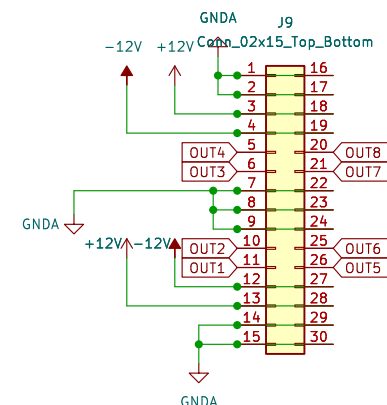 GNDA
J9
Conn_02x15_Top_Bottom
-12V +12V
1 16
2 17
3 18
4 19
OUT4 5 20 OUT8
OUT3 6 21 OUT7
7 22
8 23
GNDA 9 24
+12V -12V OUT2 10 25 OUT6
OUT1 11 26 OUT5
12 27
13 28
14 29
15 30
GNDA